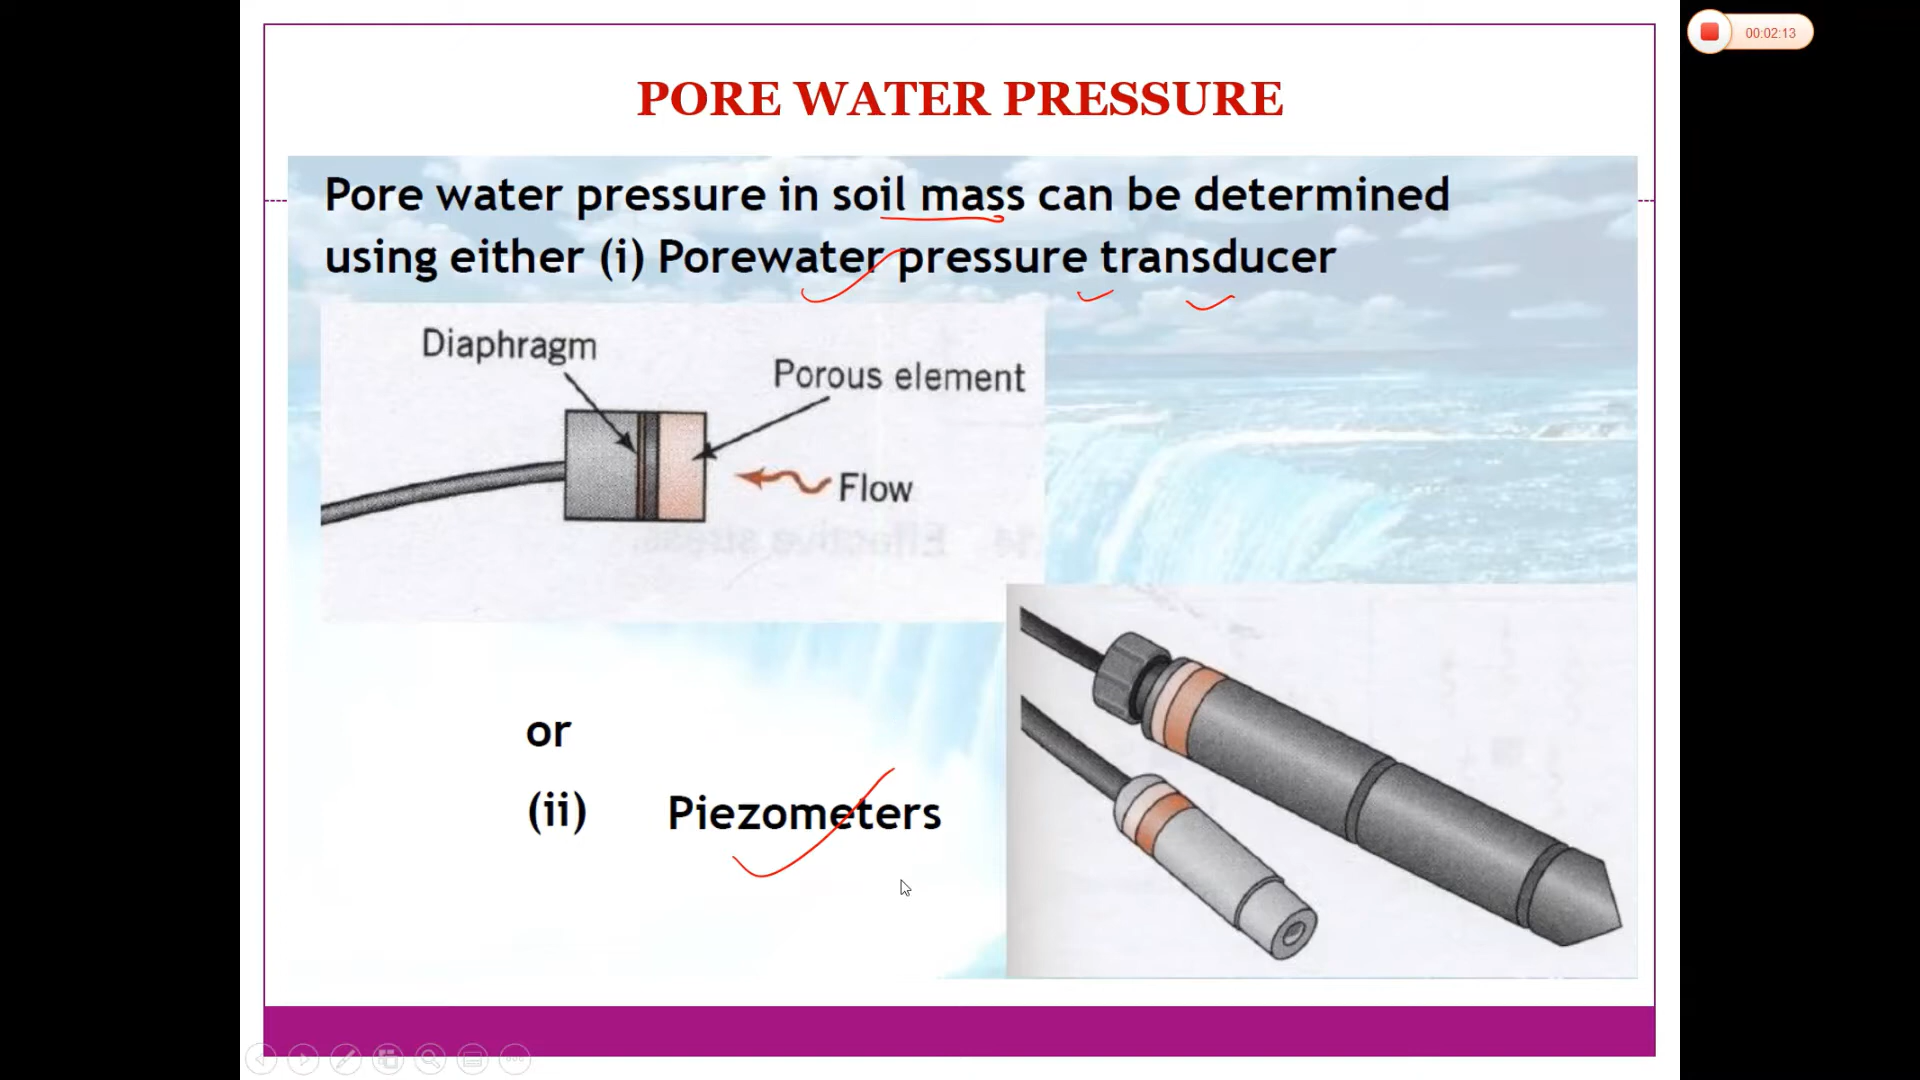 00:02:13
PORE WATER PRESSURE
Pore water pressure in soil mass can be determined
using either (i) Porewater pressure transducer
Diaphragm
Porous element
Flow
14 Effective stress.
or
(ii) Piezometers